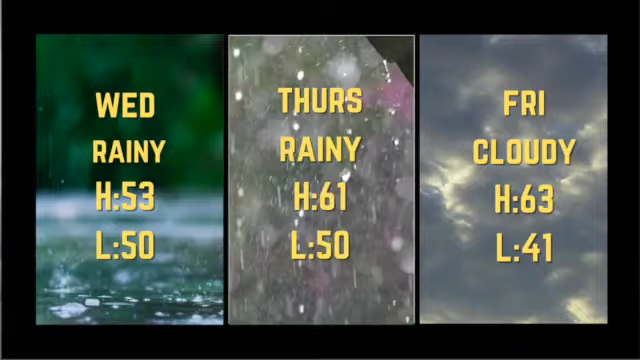 WED
RAINY
H:53
L:50
THURS
RAINY
H:61
L:50
FRI
CLOUDY
H:63
L:41